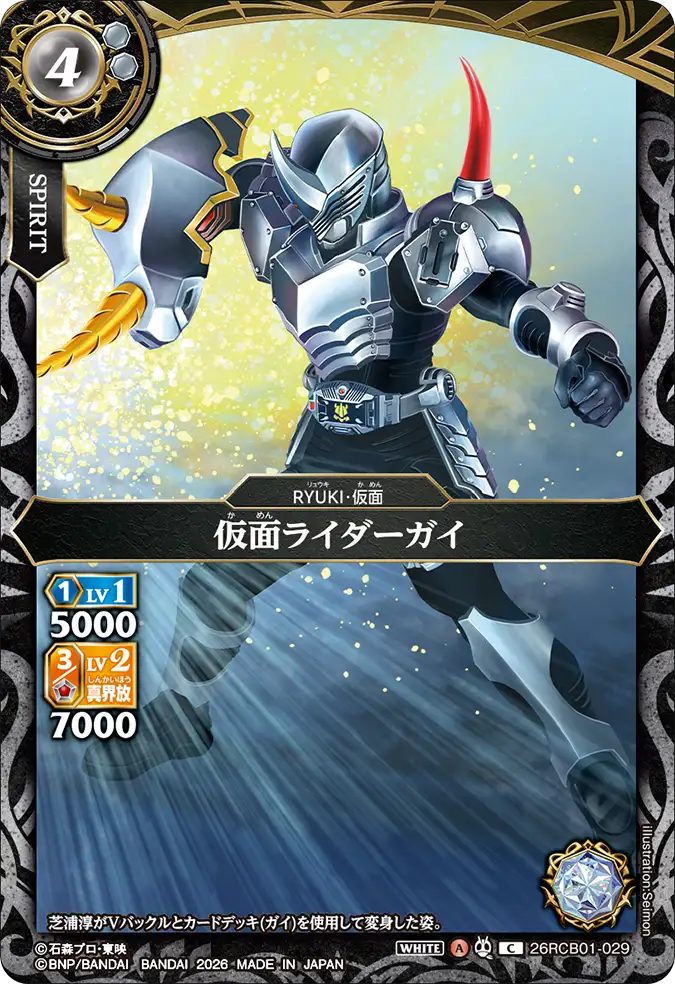 4
SPIRIT
リュウキ かめん
RYUKI・仮面
かめん
仮面ライダーガイ
1 LV1
5000
3 LV2
しんかいほう
真界放
7000
芝浦淳がVバックルとカードデッキ(ガイ)を使用して変身した姿。
illustration:Seimon
©石森プロ・東映
©BNP/BANDAI BANDAI 2026 MADE IN JAPAN
WHITE A C 26RCB01-029